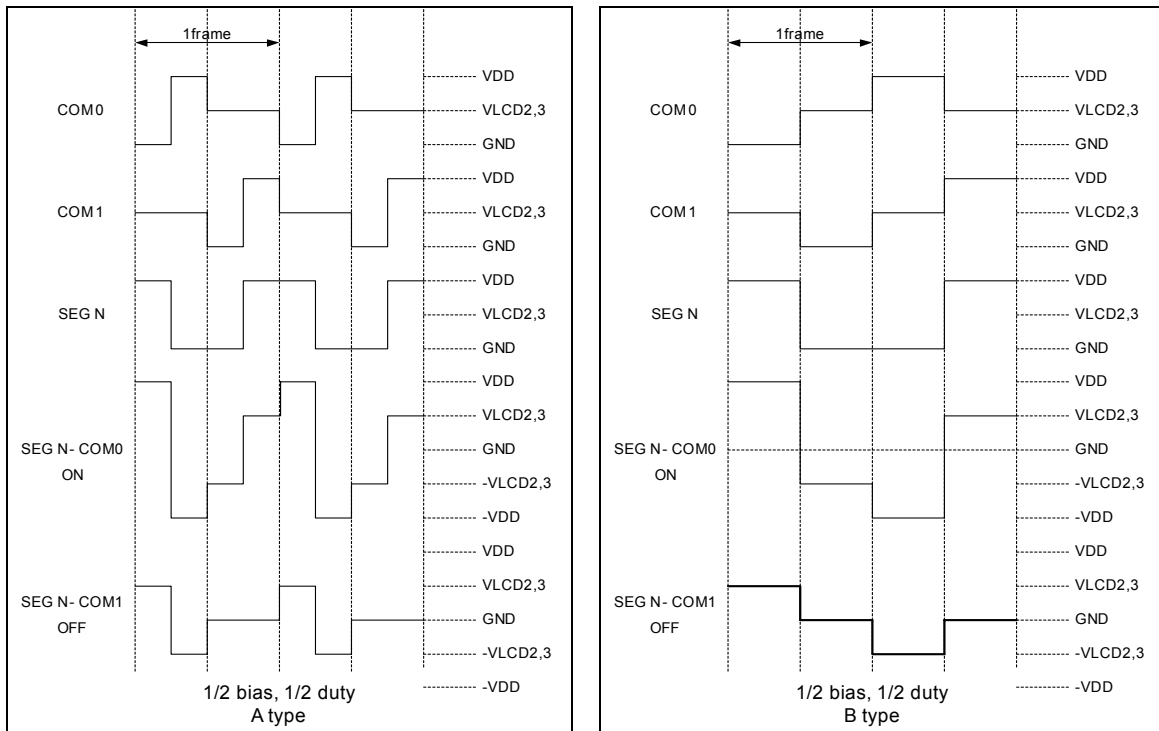 1frame
COM0
VDD
VLCD2,3
GND
COM1
VDD
VLCD2,3
GND
SEG N
VDD
VLCD2,3
GND
SEG N- COM0
ON
VDD
VLCD2,3
GND
-VLCD2,3
-VDD
SEG N- COM1
OFF
VDD
VLCD2,3
GND
-VLCD2,3
-VDD
1/2 bias, 1/2 duty
A type
1frame
COM0
VDD
VLCD2,3
GND
COM1
VDD
VLCD2,3
GND
SEG N
VDD
VLCD2,3
GND
SEG N- COM0
ON
VDD
VLCD2,3
GND
-VLCD2,3
-VDD
SEG N- COM1
OFF
VDD
VLCD2,3
GND
-VLCD2,3
-VDD
1/2 bias, 1/2 duty
B type